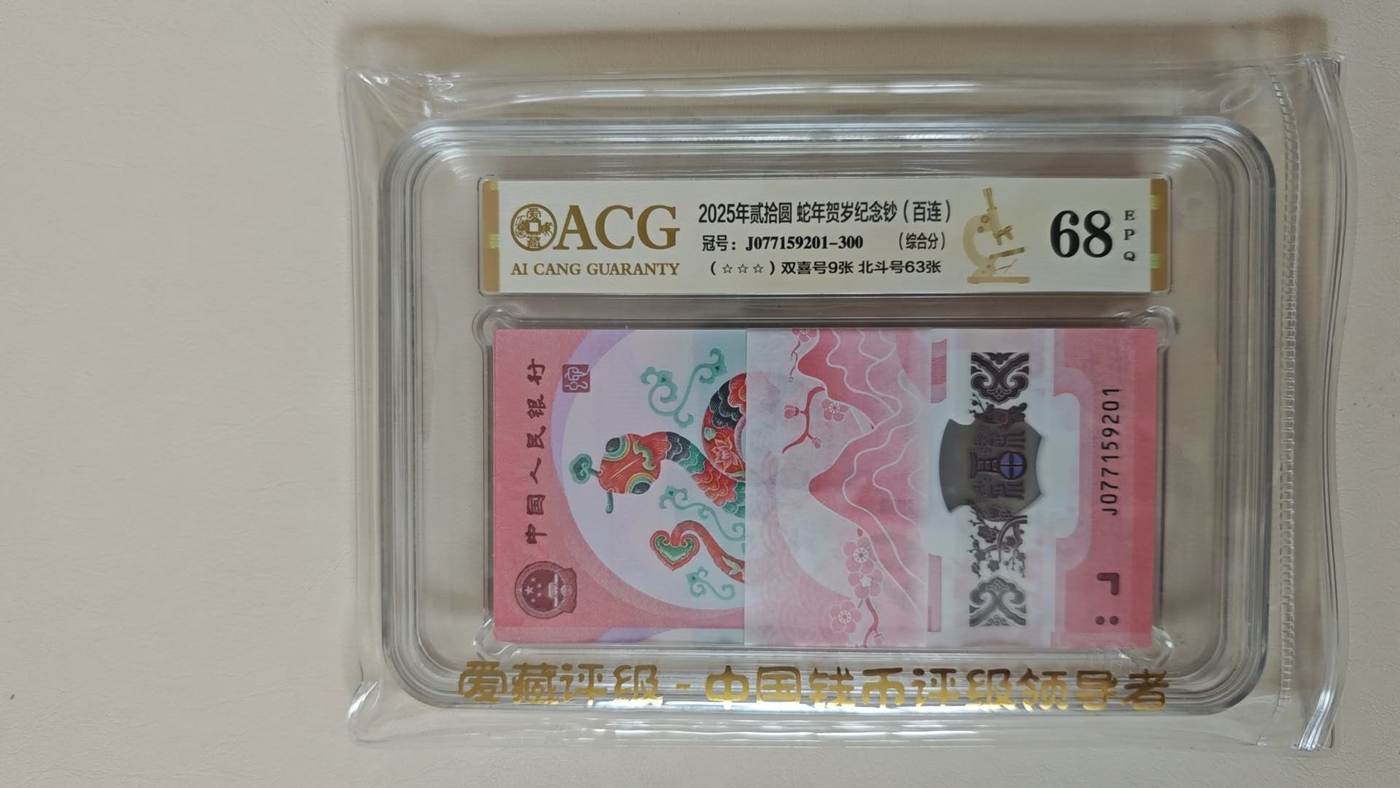 ACG
AI CANG GUARANTY
2025年贰拾圆 蛇年贺岁纪念钞（百连）
冠号：J077159201-300 （综合分）
（☆☆☆）双喜号9张 北斗号63张
68
EPQ
中国人民银行
J077159201
爱藏评级-中国钱币评级领导者